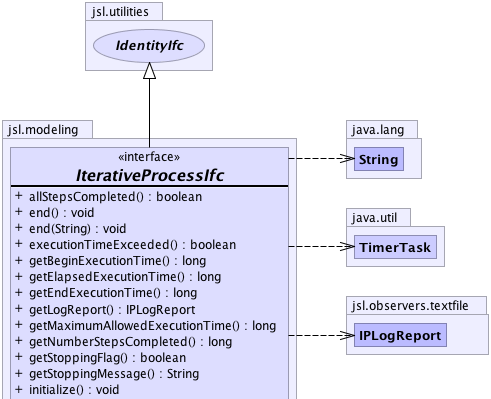 jsl.utilities
IdentityIfc
jsl.modeling
«interface»
IterativeProcessIfc
+ allStepsCompleted() : boolean
+ end() : void
+ end(String) : void
+ executionTimeExceeded() : boolean
+ getBeginExecutionTime() : long
+ getElapsedExecutionTime() : long
+ getEndExecutionTime() : long
+ getLogReport() : IPLogReport
+ getMaximumAllowedExecutionTime() : long
+ getNumberStepsCompleted() : long
+ getStoppingFlag() : boolean
+ getStoppingMessage() : String
+ initialize() : void
java.lang
String
java.util
TimerTask
jsl.observers.textfile
IPLogReport